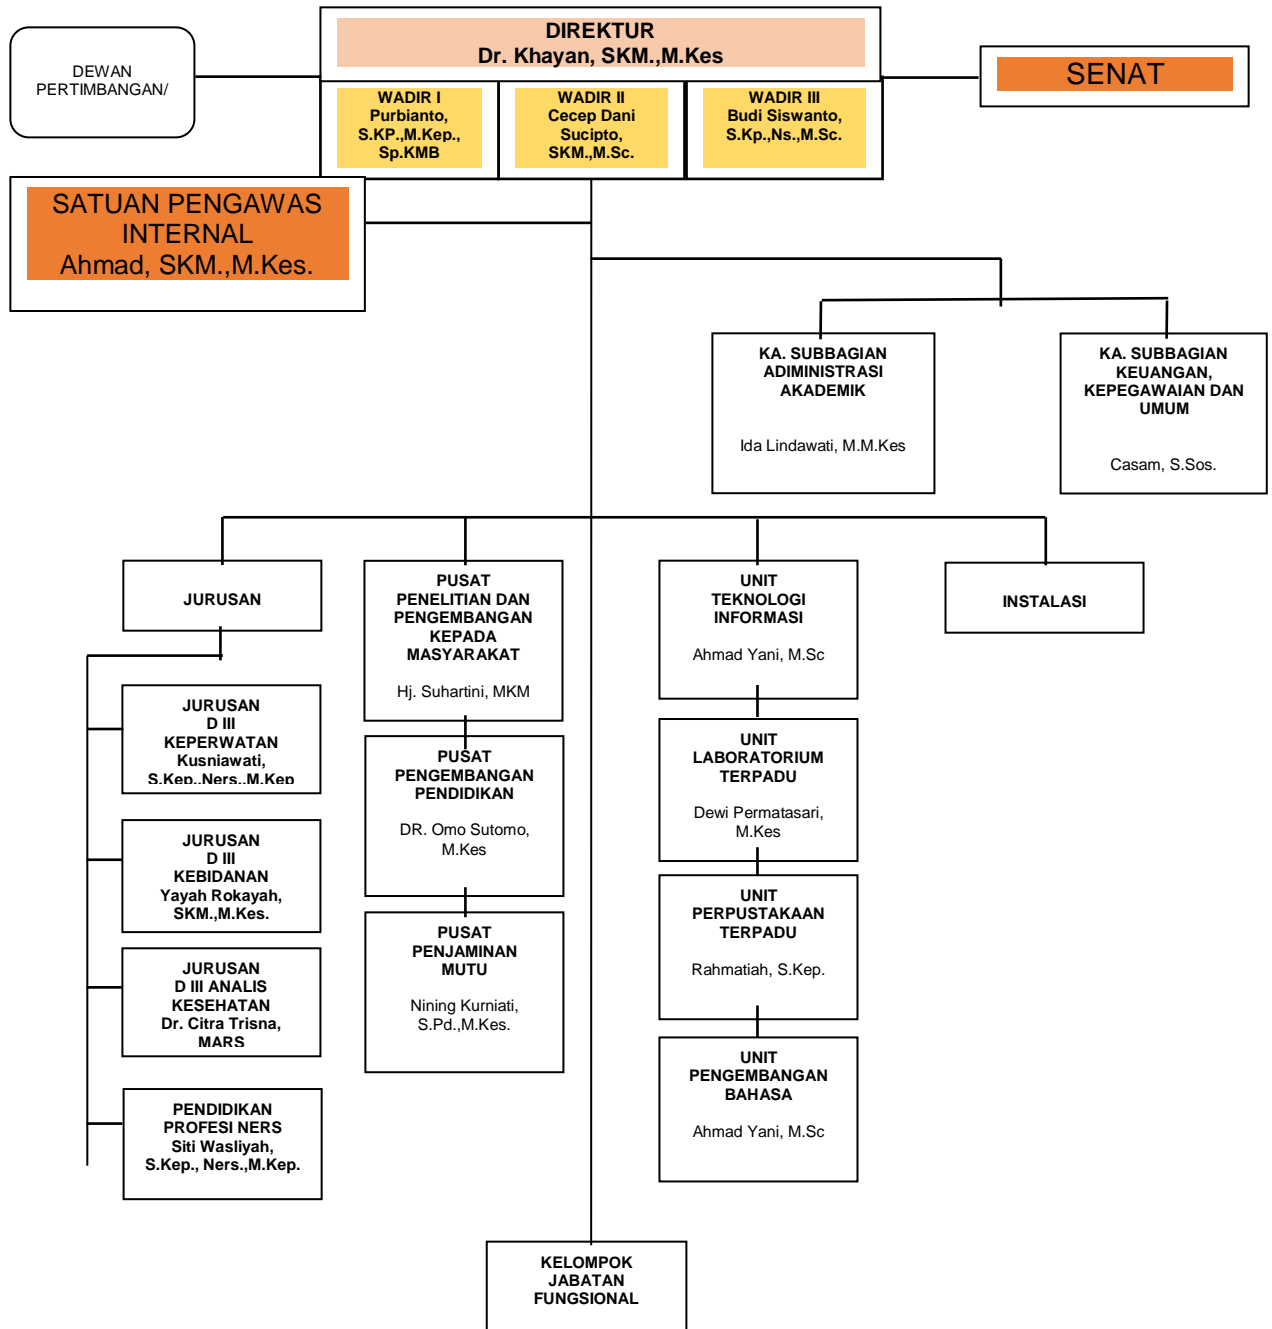 DIREKTUR
Dr. Khayan, SKM.,M.Kes
DEWAN
PERTIMBANGAN/
SENAT
WADIR I
Purbianto,
S.KP.,M.Kep.,
Sp.KMB
WADIR II
Cecep Dani
Sucipto,
SKM.,M.Sc.
WADIR III
Budi Siswanto,
S.Kp.,Ns.,M.Sc.
SATUAN PENGAWAS
INTERNAL
Ahmad, SKM.,M.Kes.
KA. SUBBAGIAN
ADIMINISTRASI
AKADEMIK
Ida Lindawati, M.M.Kes
KA. SUBBAGIAN
KEUANGAN,
KEPEGAWAIAN DAN
UMUM
Casam, S.Sos.
JURUSAN
PUSAT
PENELITIAN DAN
PENGEMBANGAN
KEPADA
MASYARAKAT
Hj. Suhartini, MKM
UNIT
TEKNOLOGI
INFORMASI
Ahmad Yani, M.Sc
INSTALASI
JURUSAN
D III
KEPERWATAN
Kusniawati,
S.Kep.,Ners.,M.Kep
PUSAT
PENGEMBANGAN
PENDIDIKAN
DR. Omo Sutomo,
M.Kes
UNIT
LABORATORIUM
TERPADU
Dewi Permatasari,
M.Kes
JURUSAN
D III
KEBIDANAN
Yayah Rokayah,
SKM.,M.Kes.
PUSAT
PENJAMINAN
MUTU
Nining Kurniati,
S.Pd.,M.Kes.
UNIT
PERPUSTAKAAN
TERPADU
Rahmatiah, S.Kep.
JURUSAN
D III ANALIS
KESEHATAN
Dr. Citra Trisna,
MARS
UNIT
PENGEMBANGAN
BAHASA
Ahmad Yani, M.Sc
PENDIDIKAN
PROFESI NERS
Siti Wasliyah,
S.Kep., Ners.,M.Kep.
KELOMPOK
JABATAN
FUNGSIONAL